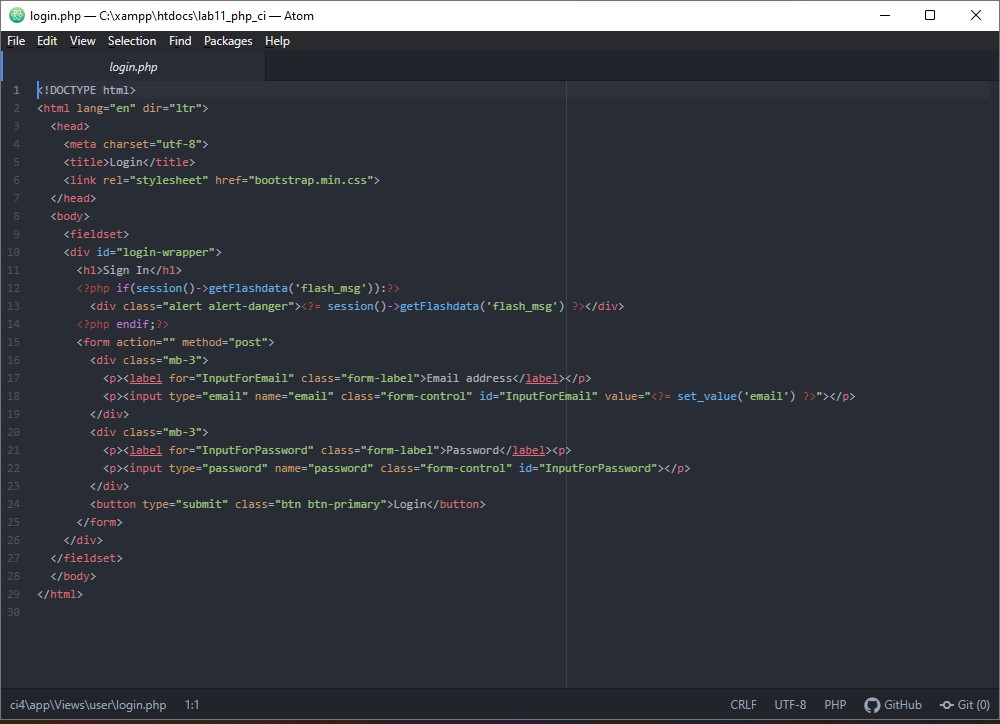 login.php — C:\xampp\htdocs\lab11_php_ci — Atom
File Edit View Selection Find Packages Help
login.php
1 <!DOCTYPE html>
2 <html lang="en" dir="ltr">
3   <head>
4     <meta charset="utf-8">
5     <title>Login</title>
6     <link rel="stylesheet" href="bootstrap.min.css">
7   </head>
8   <body>
9     <fieldset>
10     <div id="login-wrapper">
11       <h1>Sign In</h1>
12       <?php if(session()->getFlashdata('flash_msg')):?>
13         <div class="alert alert-danger"><?= session()->getFlashdata('flash_msg') ?></div>
14       <?php endif;?>
15       <form action="" method="post">
16         <div class="mb-3">
17           <p><label for="InputForEmail" class="form-label">Email address</label></p>
18           <p><input type="email" name="email" class="form-control" id="InputForEmail" value="<?= set_value('email') ?>"></p>
19         </div>
20         <div class="mb-3">
21           <p><label for="InputForPassword" class="form-label">Password</label><p>
22           <p><input type="password" name="password" class="form-control" id="InputForPassword"></p>
23         </div>
24         <button type="submit" class="btn btn-primary">Login</button>
25       </form>
26     </div>
27   </fieldset>
28   </body>
29 </html>
30
ci4\app\Views\user\login.php 1:1 CRLF UTF-8 PHP GitHub Git (0)